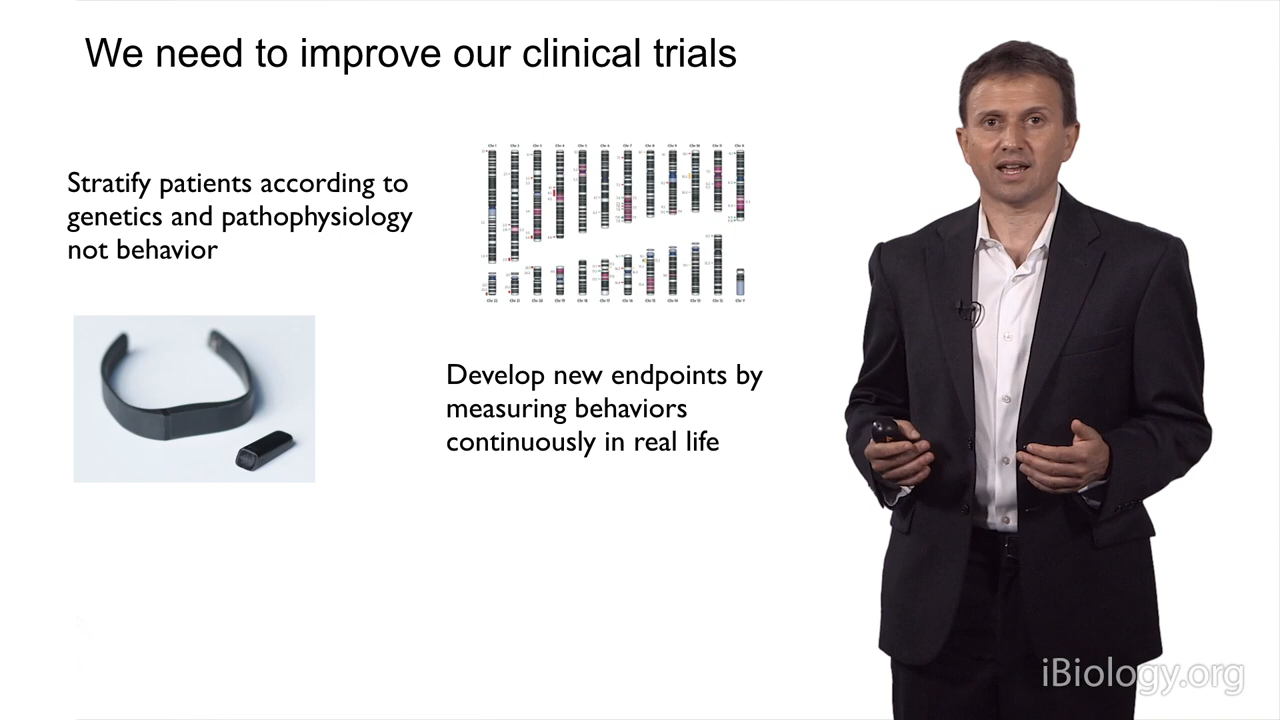 We need to improve our clinical trials
Stratify patients according to
genetics and pathophysiology
not behavior
Develop new endpoints by
measuring behaviors
continuously in real life
iBiology.org